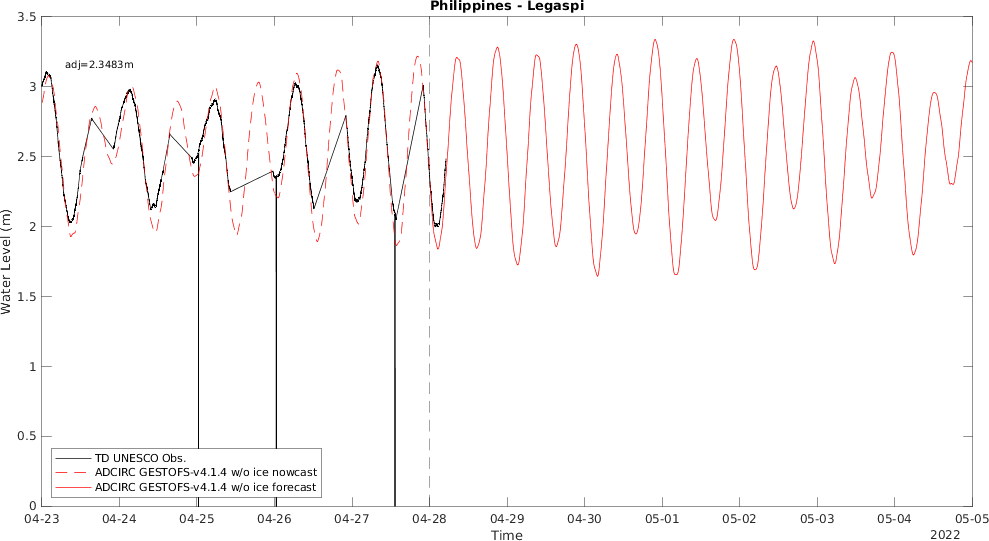 Philippines - Legaspi
adj=2.3483m
Water Level (m)
3.5
3
2.5
2
1.5
1
0.5
0
TD UNESCO Obs.
ADCIRC GESTOFS-v4.1.4 w/o ice nowcast
ADCIRC GESTOFS-v4.1.4 w/o ice forecast
04-23 04-24 04-25 04-26 04-27 04-28 04-29 04-30 05-01 05-02 05-03 05-04 05-05
Time
2022